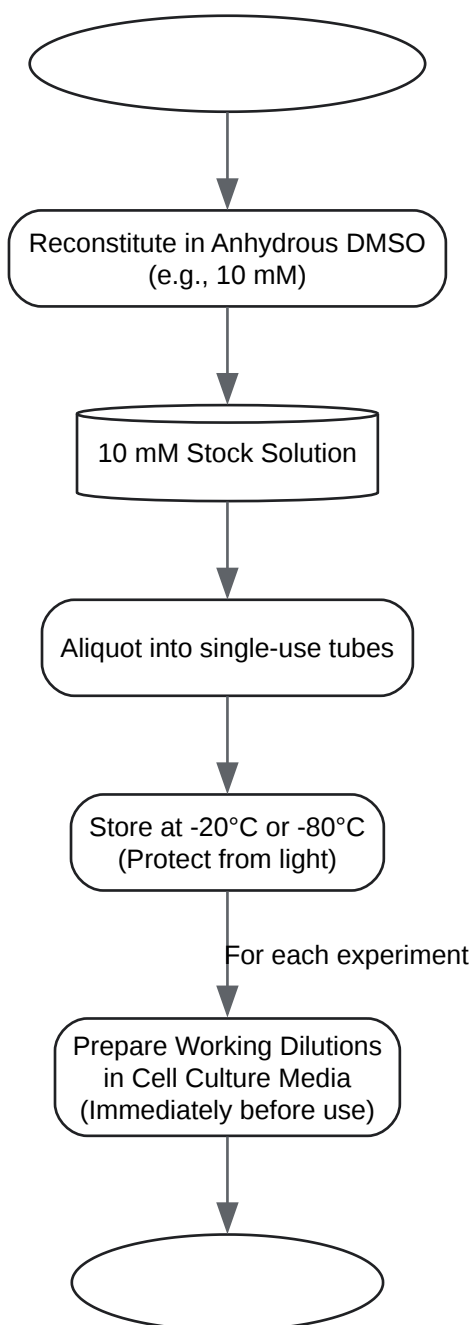 Reconstitute in Anhydrous DMSO
(e.g., 10 mM)
10 mM Stock Solution
Aliquot into single-use tubes
Store at -20°C or -80°C
(Protect from light)
For each experiment
Prepare Working Dilutions
in Cell Culture Media
(Immediately before use)